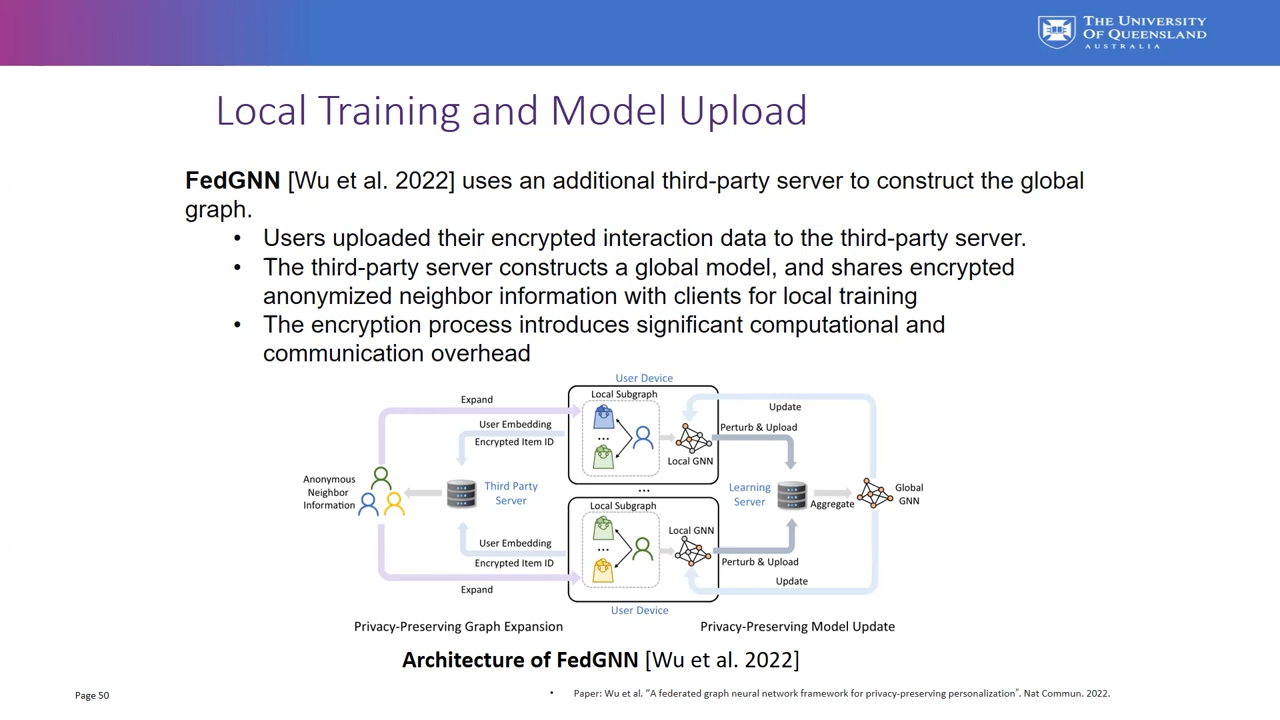 THE UNIVERSITY
OF QUEENSLAND
AUSTRALIA
Local Training and Model Upload
FedGNN [Wu et al. 2022] uses an additional third-party server to construct the global
graph.
• Users uploaded their encrypted interaction data to the third-party server.
• The third-party server constructs a global model, and shares encrypted
anonymized neighbor information with clients for local training
• The encryption process introduces significant computational and
communication overhead
User Device
Local Subgraph
...
Local GNN
Expand
User Embedding
Encrypted Item ID
Update
Perturb & Upload
Anonymous
Neighbor
Information
Third Party
Server
...
Learning
Server
Aggregate
Global
GNN
Local Subgraph
...
Local GNN
User Embedding
Encrypted Item ID
Expand
Perturb & Upload
Update
User Device
Privacy-Preserving Graph Expansion
Privacy-Preserving Model Update
Architecture of FedGNN [Wu et al. 2022]
Page 50
• Paper: Wu et al. "A federated graph neural network framework for privacy-preserving personalization". Nat Commun. 2022.